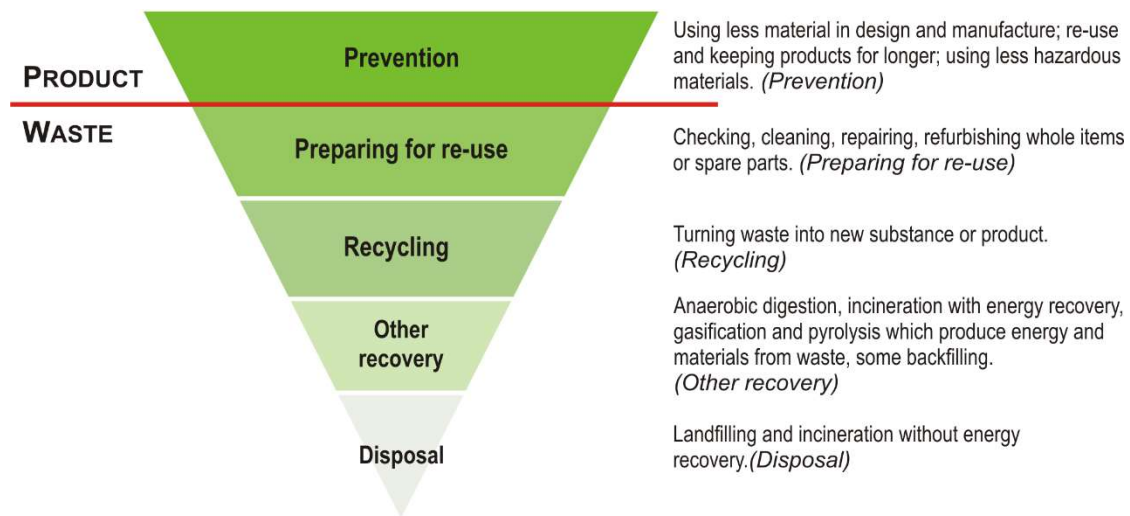 PRODUCT
WASTE
Prevention
Using less material in design and manufacture; re-use
and keeping products for longer; using less hazardous
materials. (Prevention)
Preparing for re-use
Checking, cleaning, repairing, refurbishing whole items
or spare parts. (Preparing for re-use)
Recycling
Turning waste into new substance or product.
(Recycling)
Other
recovery
Anaerobic digestion, incineration with energy recovery,
gasification and pyrolysis which produce energy and
materials from waste, some backfilling.
(Other recovery)
Disposal
Landfilling and incineration without energy
recovery.(Disposal)